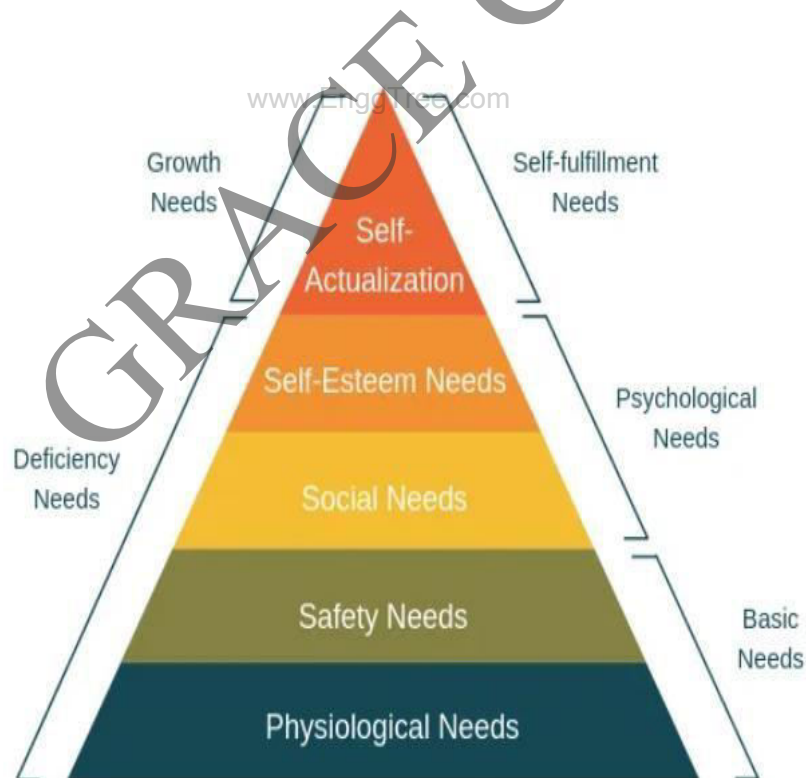 GRACE C
www.EnggTree.com
Growth
Needs
Self-fulfillment
Needs
Self-
Actualization
Self-Esteem Needs
Psychological
Needs
Deficiency
Needs
Social Needs
Safety Needs
Basic
Needs
Physiological Needs